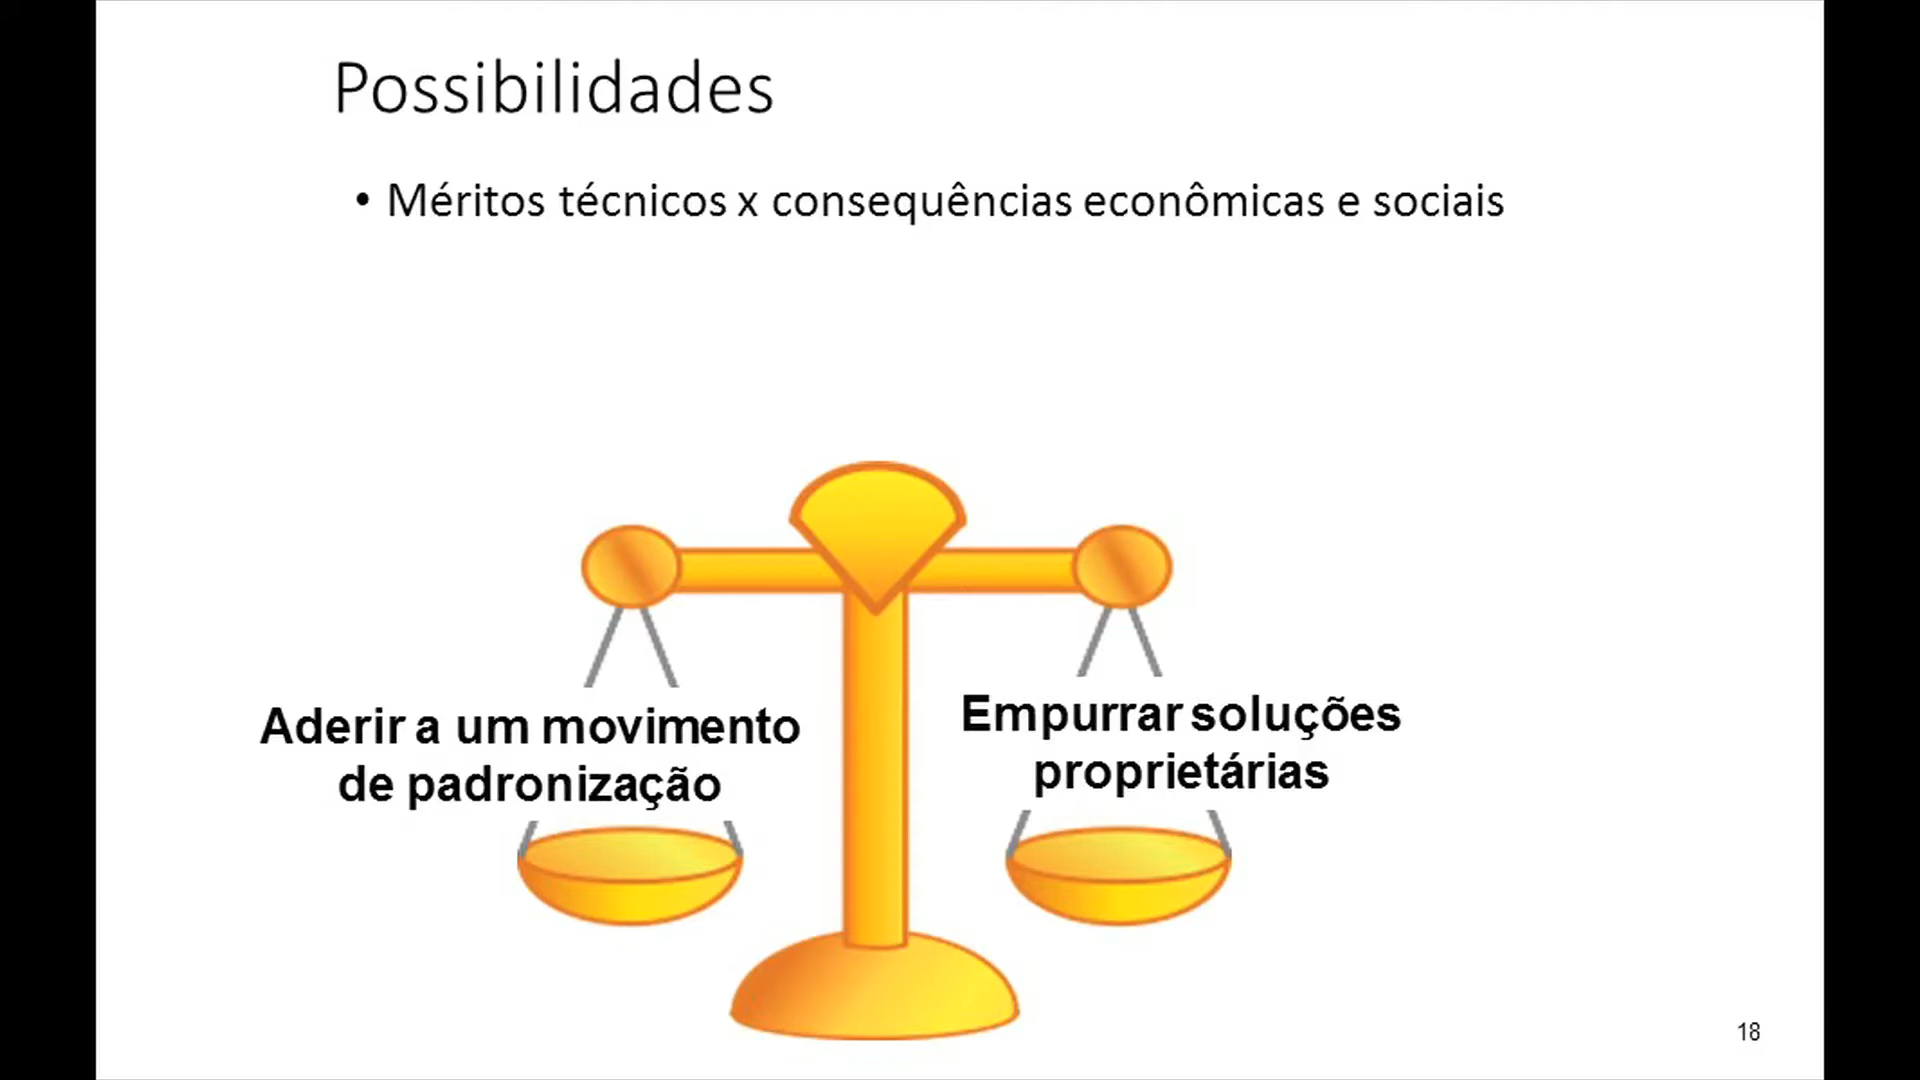 Possibilidades
• Méritos técnicos x consequências econômicas e sociais
Aderir a um movimento
de padronização
Empurrar soluções
proprietárias
18